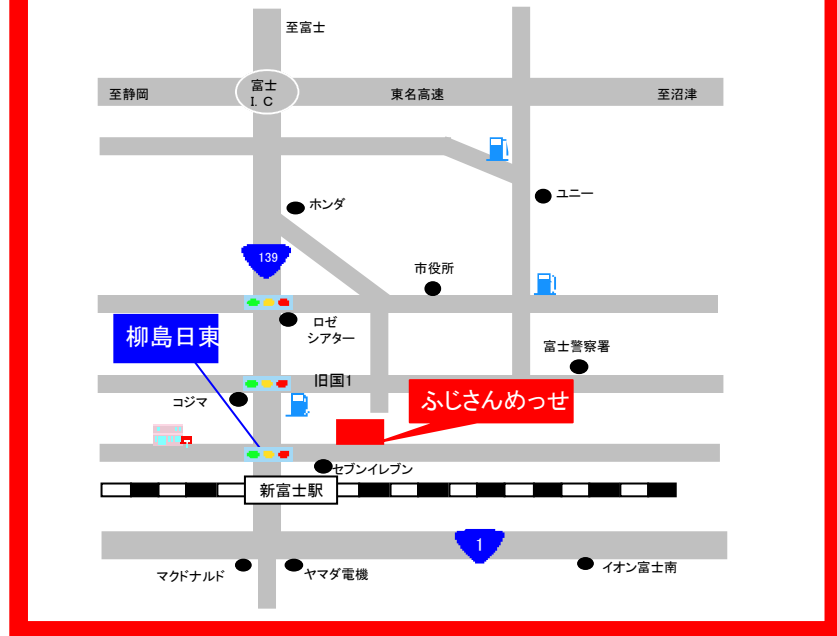 至富士
至静岡
富士
I. C
東名高速
至沼津
ユニー
ホンダ
139
市役所
ロゼ
シアター
柳島日東
富士警察署
旧国1
コジマ
ふじさんめっせ
セブンイレブン
新富士駅
1
マクドナルド
ヤマダ電機
イオン富士南